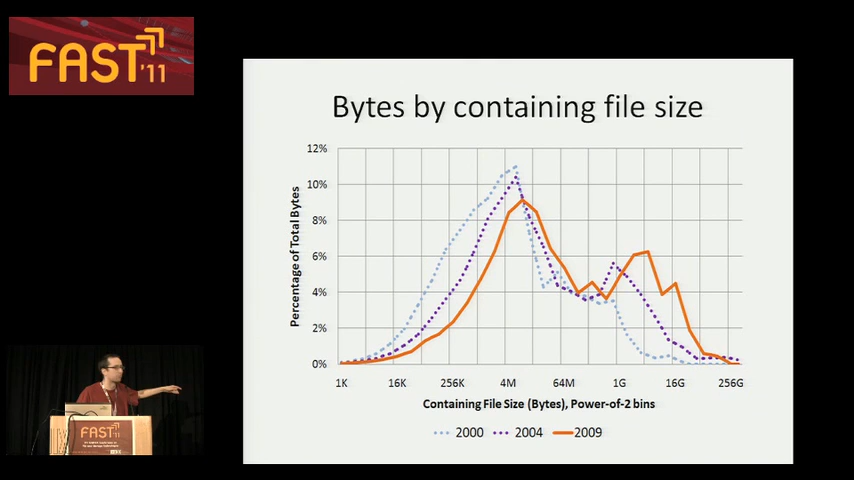 FAST '11
Bytes by containing file size
12%
10%
8%
6%
4%
2%
0%
Percentage of Total Bytes
1K 16K 256K 4M 64M 1G 16G 256G
Containing File Size (Bytes), Power-of-2 bins
2000 2004 2009
FAST'11